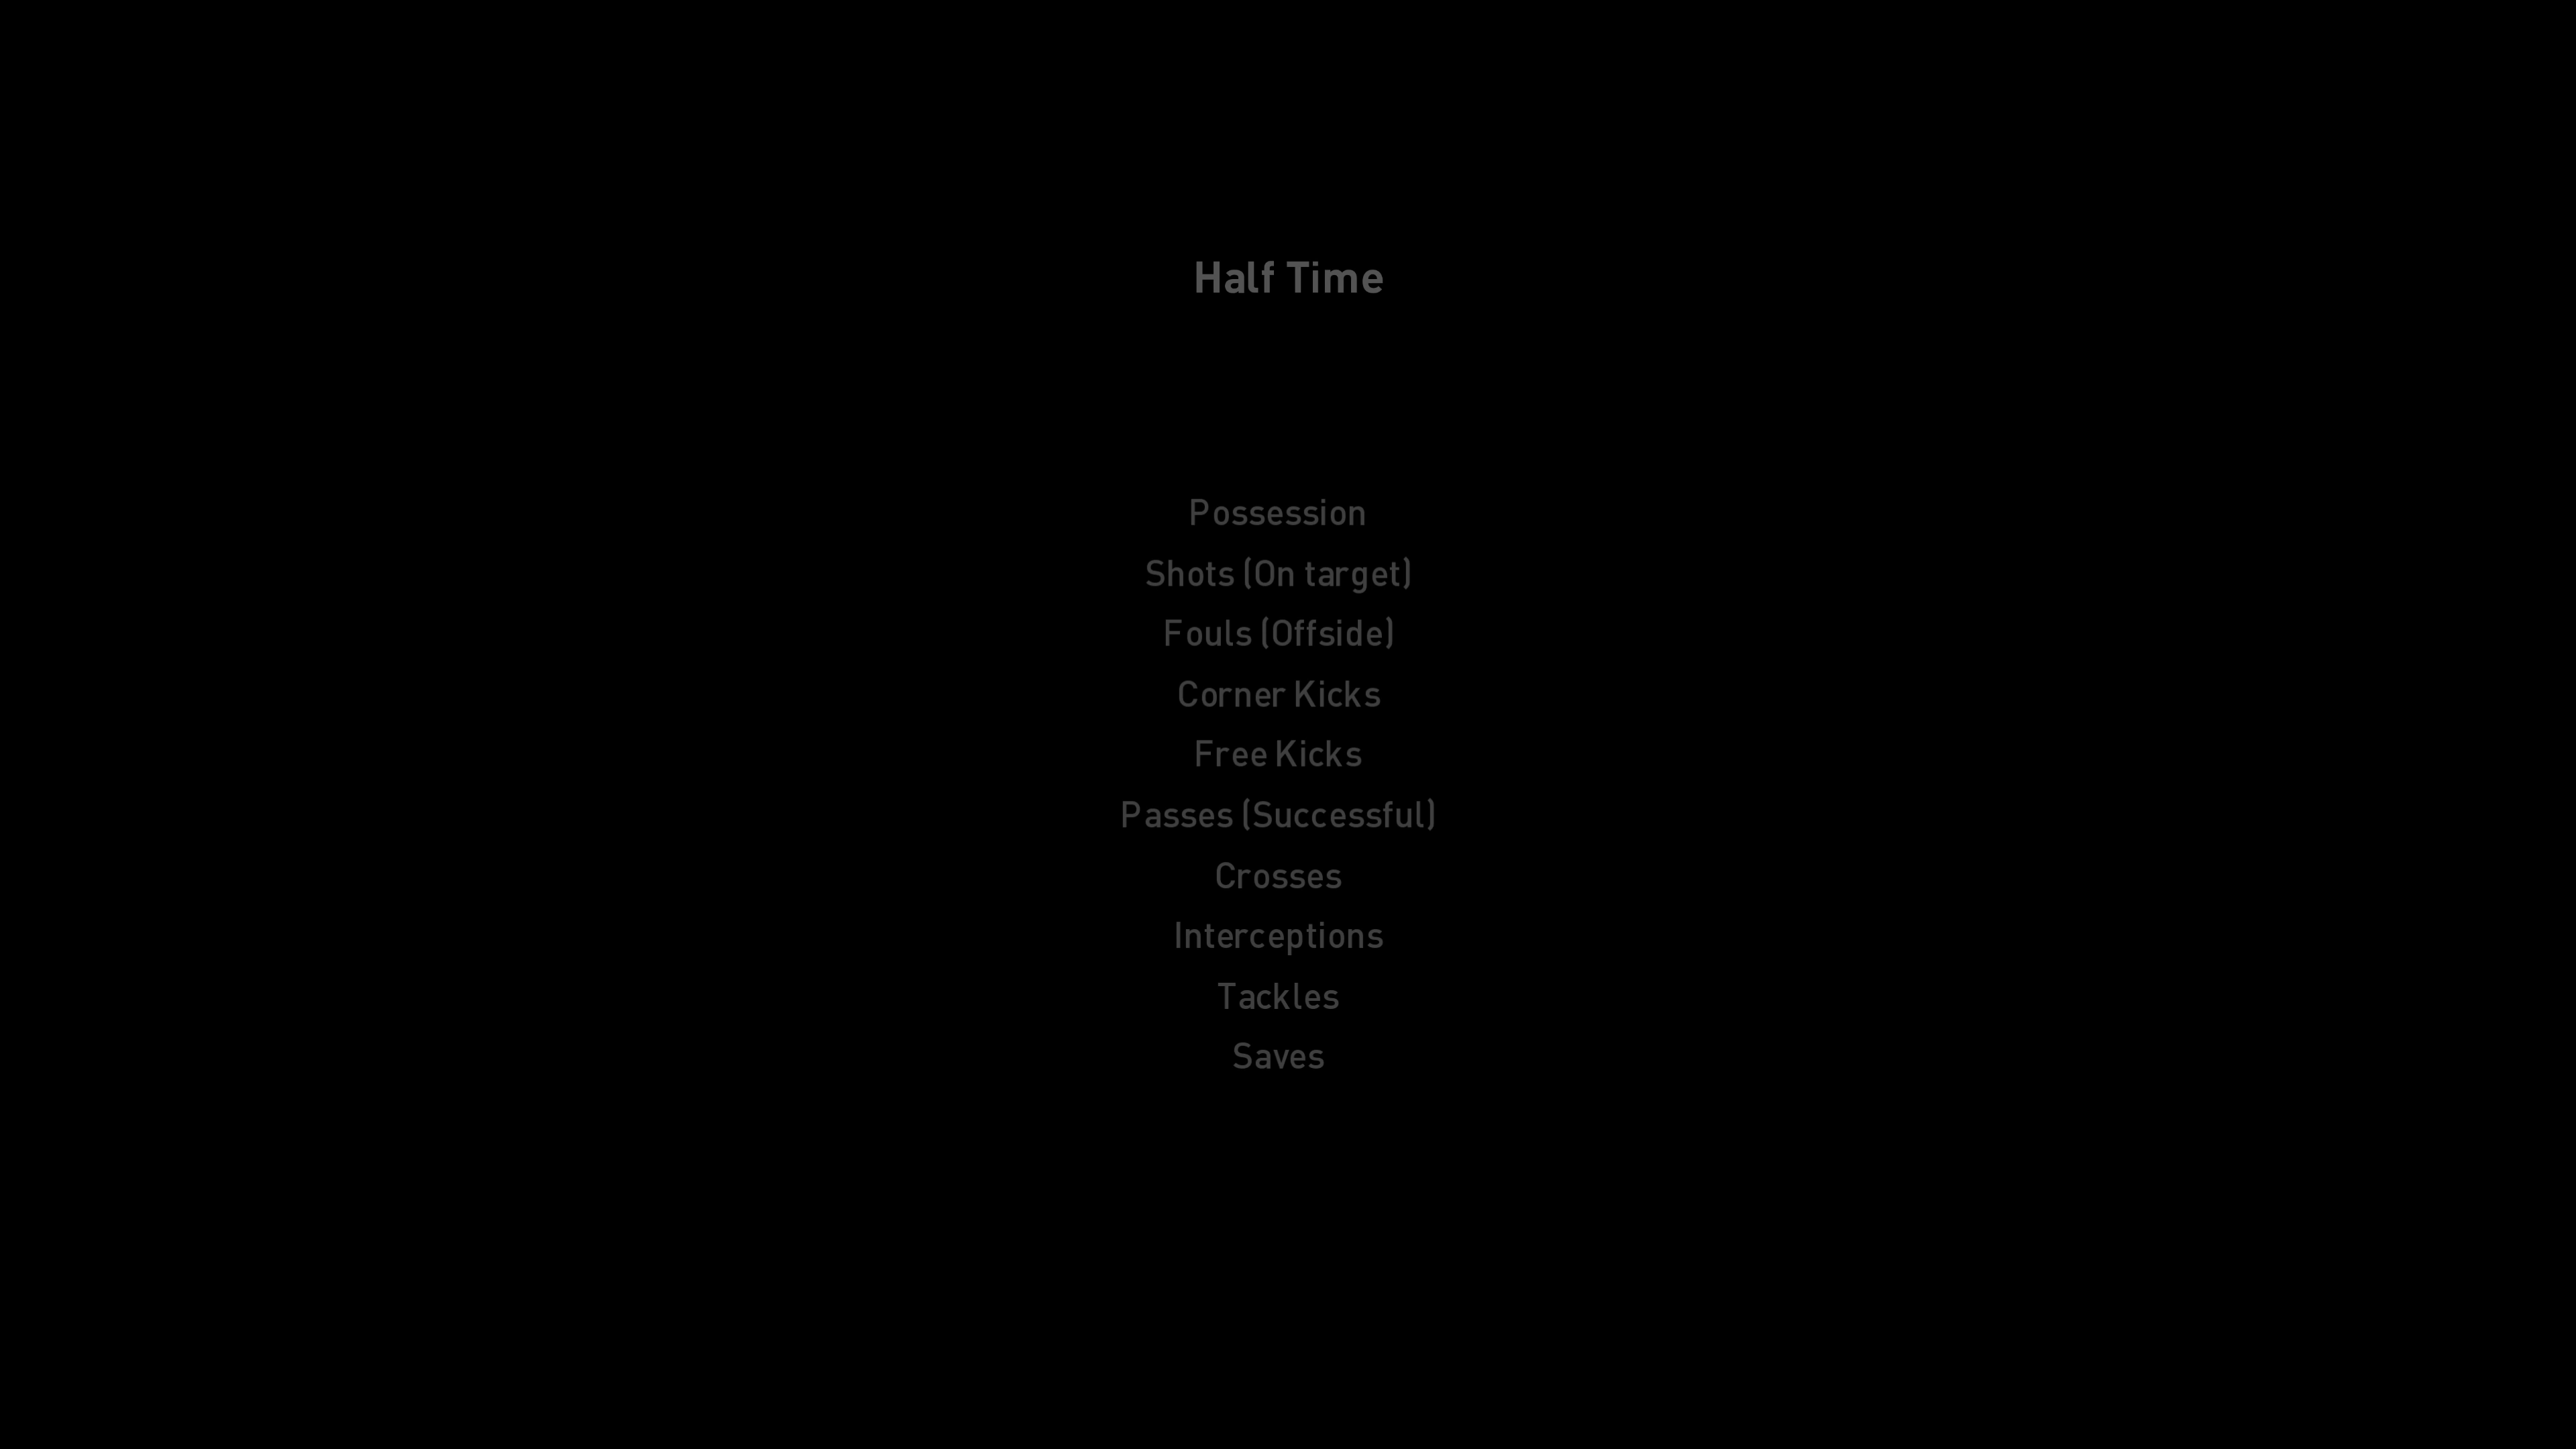 Half Time
Possession
Shots (On target)
Fouls (Offside)
Corner Kicks
Free Kicks
Passes (Successful)
Crosses
Interceptions
Tackles
Saves